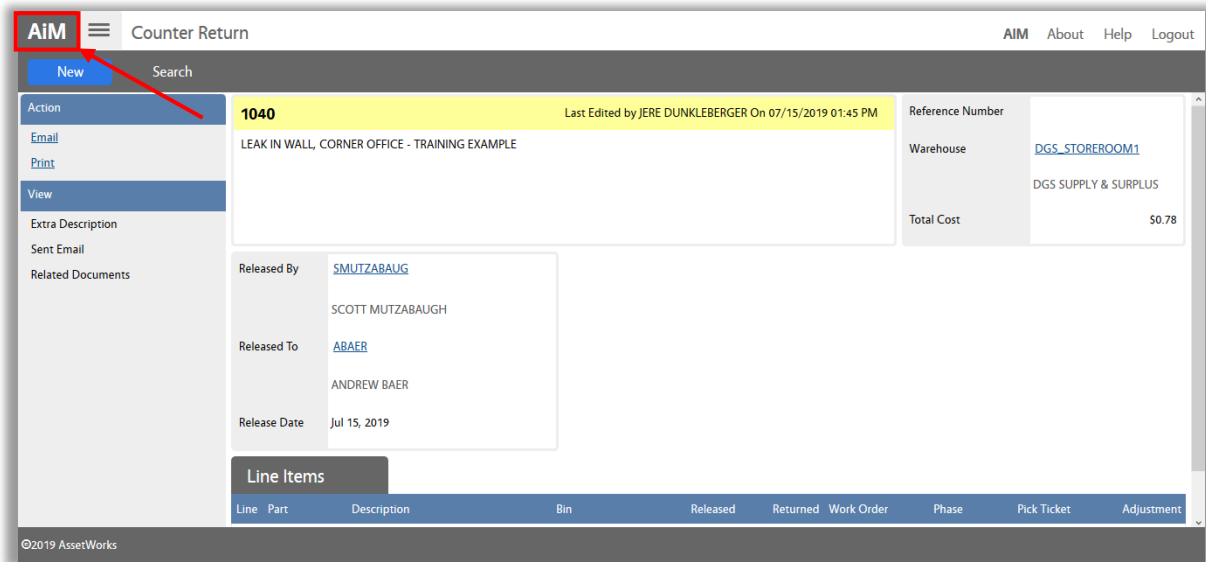 AiM Counter Return AIM About Help Logout
New Search
Action
Email
Print
View
Extra Description
Sent Email
Related Documents
1040 Last Edited by JERE DUNKLEBERGER On 07/15/2019 01:45 PM
LEAK IN WALL, CORNER OFFICE - TRAINING EXAMPLE
Reference Number
Warehouse DGS_STOREROOM1
DGS SUPPLY & SURPLUS
Total Cost $0.78
Released By SMUTZABAUG
SCOTT MUTZABAUGH
Released To ABAER
ANDREW BAER
Release Date Jul 15, 2019
Line Items
Line Part Description Bin Released Returned Work Order Phase Pick Ticket Adjustment
©2019 AssetWorks